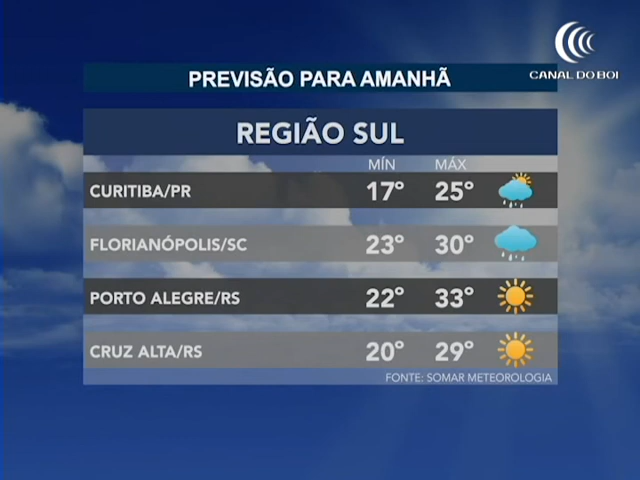 CANAL DO BOI
PREVISÃO PARA AMANHÃ
REGIÃO SUL
MÍN MÁX
CURITIBA/PR 17° 25°
FLORIANÓPOLIS/SC 23° 30°
PORTO ALEGRE/RS 22° 33°
CRUZ ALTA/RS 20° 29°
FONTE: SOMAR METEOROLOGIA